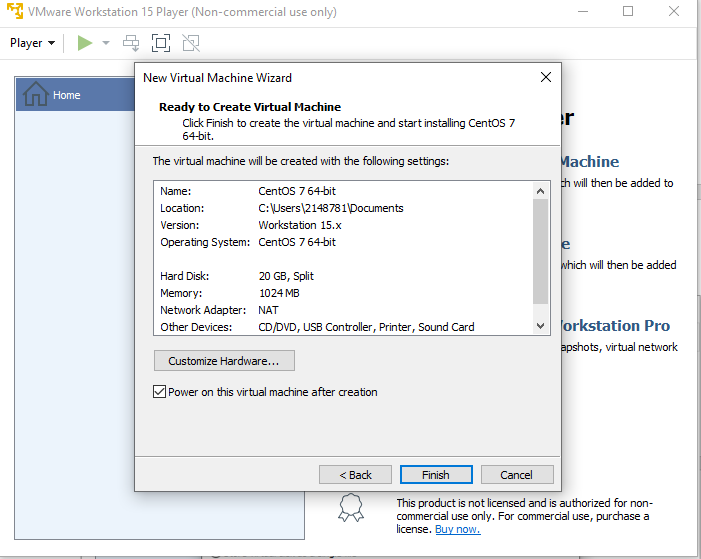 VMware Workstation 15 Player (Non-commercial use only)
Player
Home
New Virtual Machine Wizard
Ready to Create Virtual Machine
Click Finish to create the virtual machine and start installing CentOS 7
64-bit.
The virtual machine will be created with the following settings:
Name: CentOS 7 64-bit
Location: C:\Users\2148781\Documents
Version: Workstation 15.x
Operating System: CentOS 7 64-bit
Hard Disk: 20 GB, Split
Memory: 1024 MB
Network Adapter: NAT
Other Devices: CD/DVD, USB Controller, Printer, Sound Card
Customize Hardware...
Power on this virtual machine after creation
< Back Finish Cancel
er
Machine
ch will then be added to
e
which will then be added
orkstation Pro
apshots, virtual network
This product is not licensed and is authorized for non-
commercial use only. For commercial use, purchase a
license. Buy now.